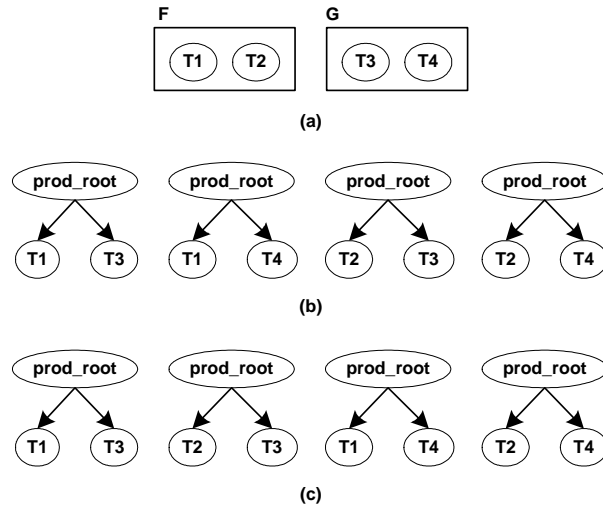 F G
T1 T2 T3 T4
(a)
prod_root prod_root prod_root prod_root
T1 T3 T1 T4 T2 T3 T2 T4
(b)
prod_root prod_root prod_root prod_root
T1 T3 T2 T3 T1 T4 T2 T4
(c)